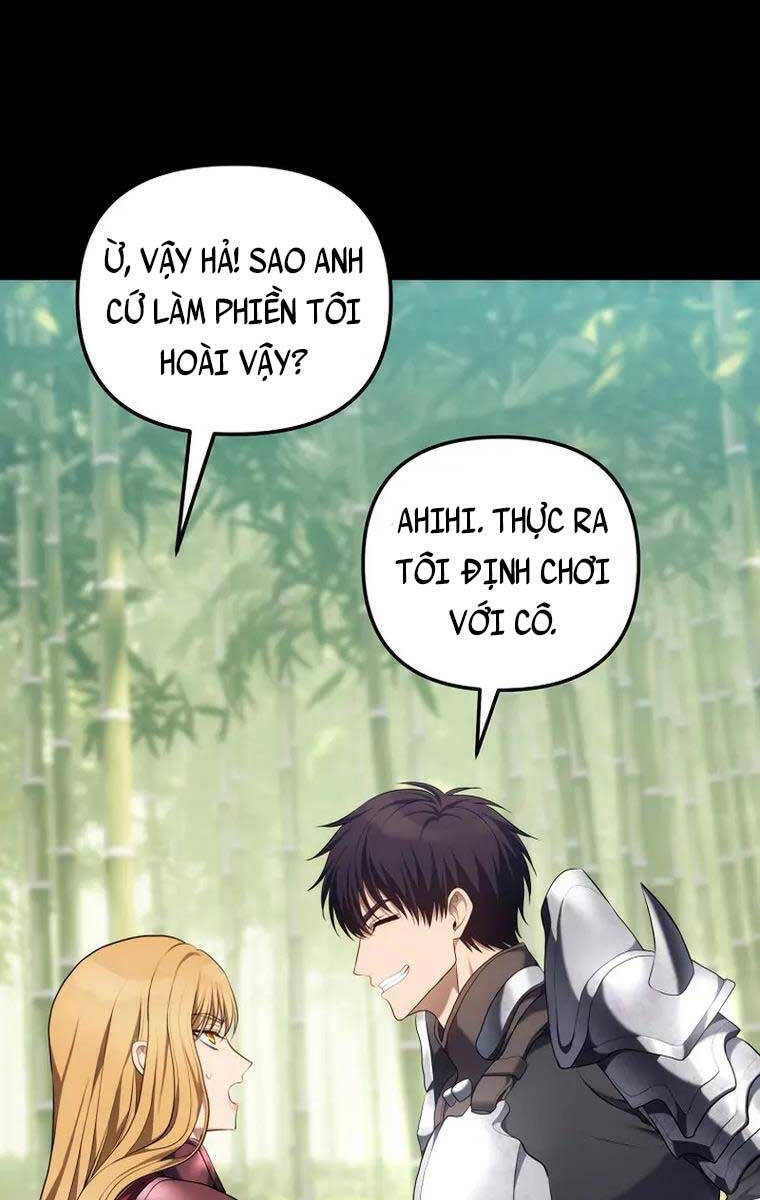 Ừ, VẬY HẢ! SAO ANH
CỨ LÀM PHIỀN TÔI
HOÀI VẬY?
AHIHI. THỰC RA
TÔI ĐỊNH CHƠI
VỚI CÔ.